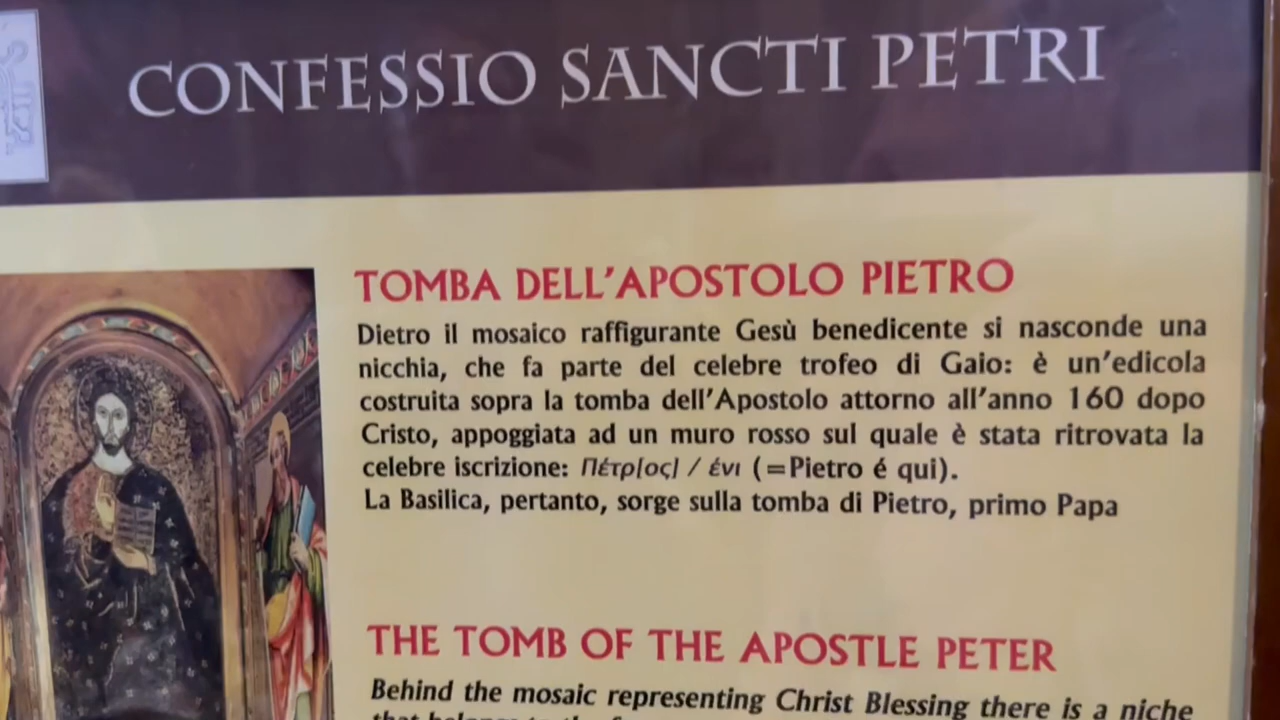 CONFESSIO SANCTI PETRI
TOMBA DELL'APOSTOLO PIETRO
Dietro il mosaico raffigurante Gesù benedicente si nasconde una
nicchia, che fa parte del celebre trofeo di Gaio: è un'edicola
costruita sopra la tomba dell'Apostolo attorno all'anno 160 dopo
Cristo, appoggiata ad un muro rosso sul quale è stata ritrovata la
celebre iscrizione: Πέτρ[ος] / ένι (=Pietro é qui).
La Basilica, pertanto, sorge sulla tomba di Pietro, primo Papa
THE TOMB OF THE APOSTLE PETER
Behind the mosaic representing Christ Blessing there is a niche